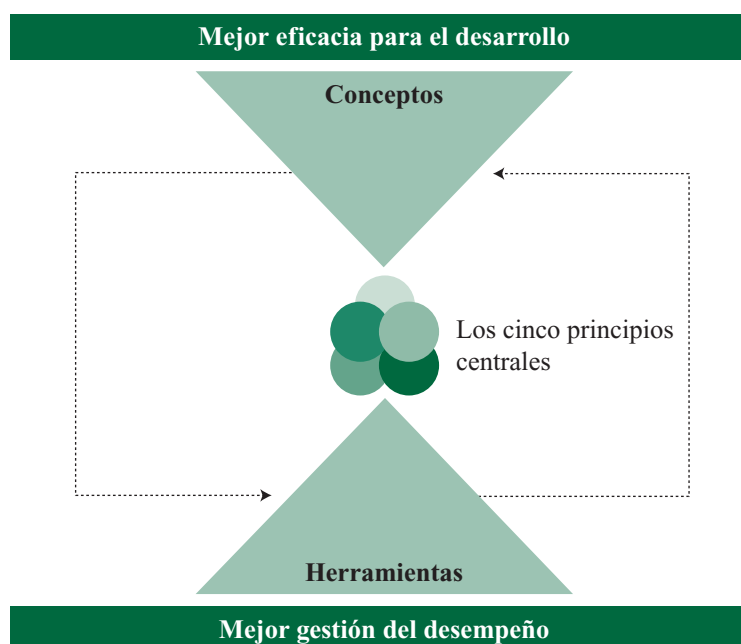 Mejor eficacia para el desarrollo
Conceptos
Los cinco principios
centrales
Herramientas
Mejor gestión del desempeño